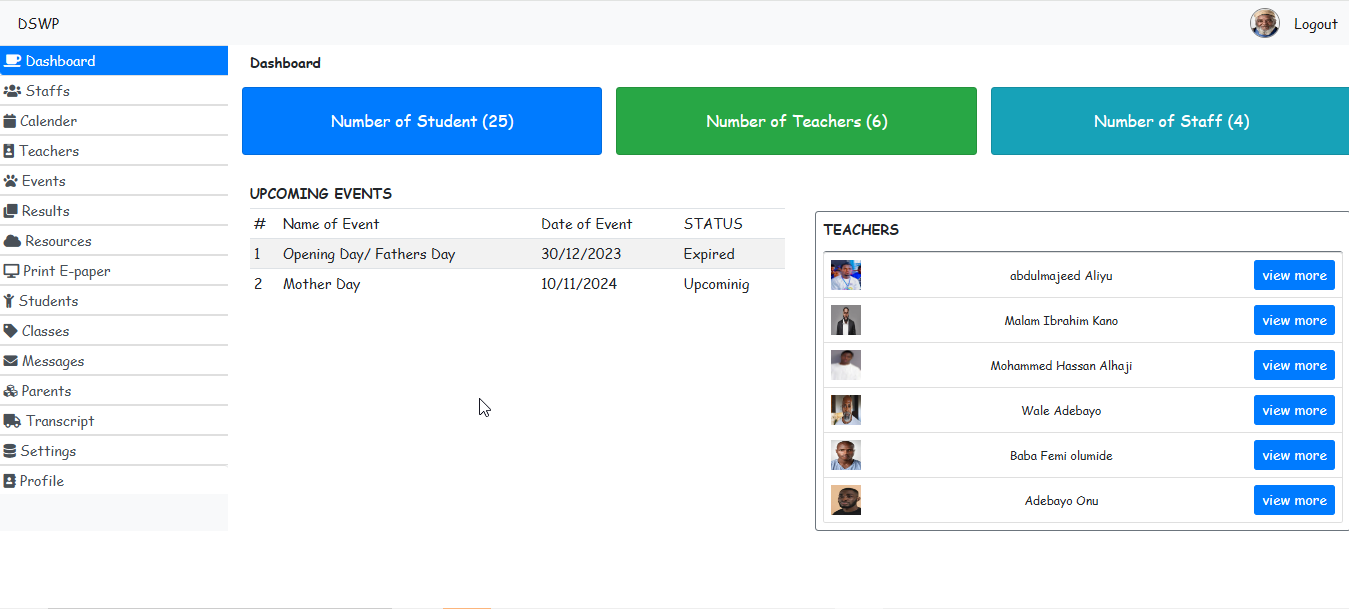 DSWP
Logout
Dashboard
Staffs
Calender
Teachers
Events
Results
Resources
Print E-paper
Students
Classes
Messages
Parents
Transcript
Settings
Profile
Dashboard
Number of Student (25)
Number of Teachers (6)
Number of Staff (4)
UPCOMING EVENTS
# Name of Event Date of Event STATUS
1 Opening Day/ Fathers Day 30/12/2023 Expired
2 Mother Day 10/11/2024 Upcominig
TEACHERS
abdulmajeed Aliyu view more
Malam Ibrahim Kano view more
Mohammed Hassan Alhaji view more
Wale Adebayo view more
Baba Femi olumide view more
Adebayo Onu view more